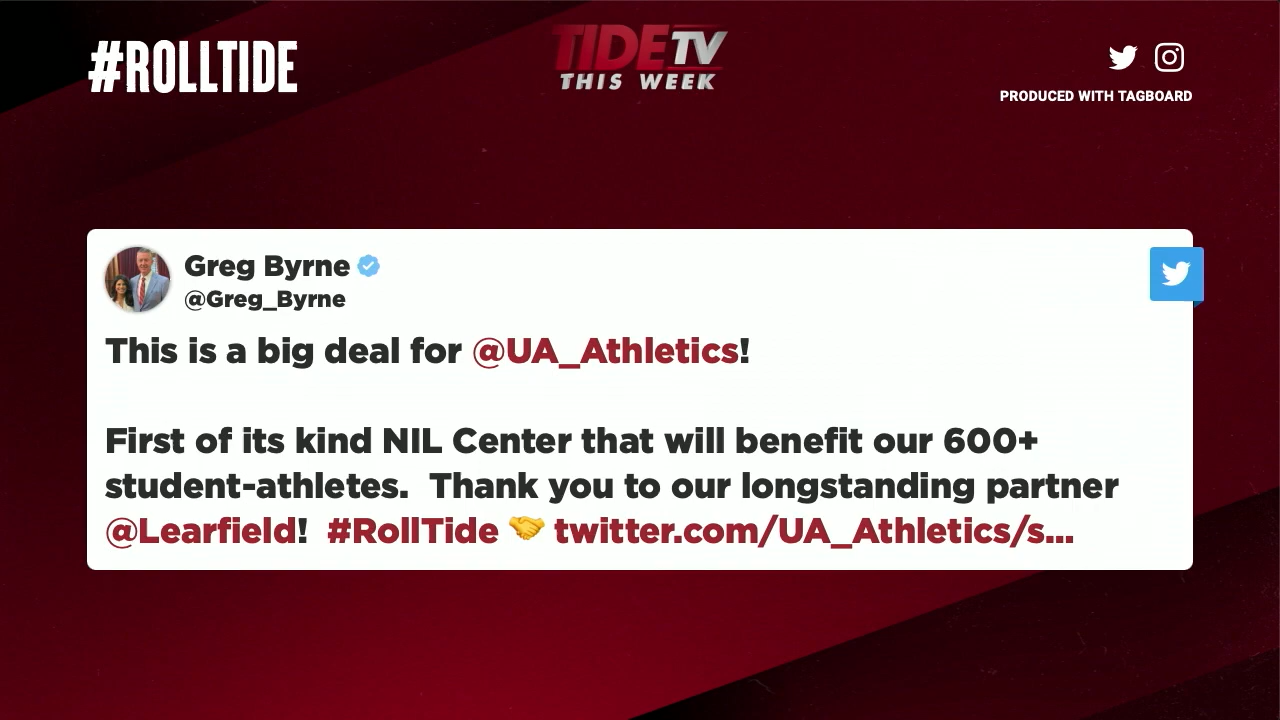 #ROLLTIDE
TIDETV
THIS WEEK
PRODUCED WITH TAGBOARD
Greg Byrne
@Greg_Byrne
This is a big deal for @UA_Athletics!
First of its kind NIL Center that will benefit our 600+
student-athletes.  Thank you to our longstanding partner
@Learfield!  #RollTide 🤝 twitter.com/UA_Athletics/s...